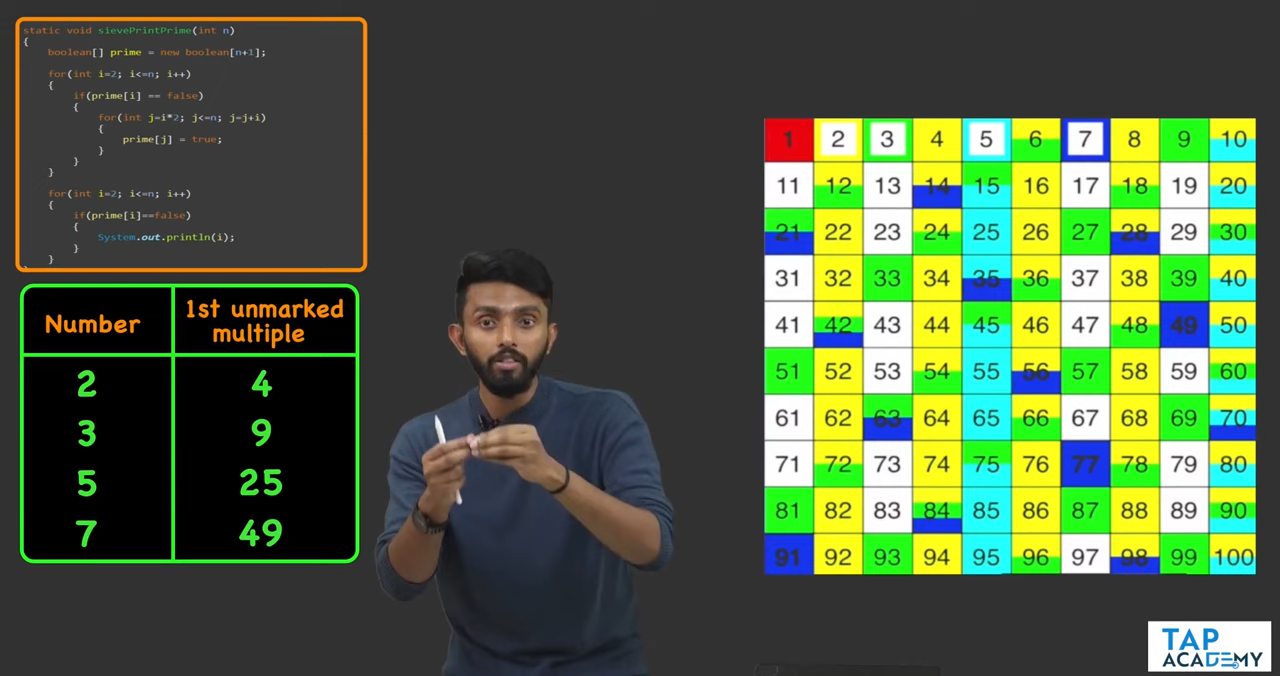 static void sievePrintPrime(int n)
{
boolean[] prime = new boolean[n+1];
for(int i=2; i<=n; i++)
{
if(prime[i] == false)
{
for(int j=i*2; j<=n; j=j+i)
{
prime[j] = true;
}
}
}
for(int i=2; i<=n; i++)
{
if(prime[i]==false)
{
System.out.println(i);
}
}
}
Number 1st unmarked multiple
2 4
3 9
5 25
7 49
1 2 3 4 5 6 7 8 9 10
11 12 13 14 15 16 17 18 19 20
21 22 23 24 25 26 27 28 29 30
31 32 33 34 35 36 37 38 39 40
41 42 43 44 45 46 47 48 49 50
51 52 53 54 55 56 57 58 59 60
61 62 63 64 65 66 67 68 69 70
71 72 73 74 75 76 77 78 79 80
81 82 83 84 85 86 87 88 89 90
91 92 93 94 95 96 97 98 99 100
TAP
ACADEMY